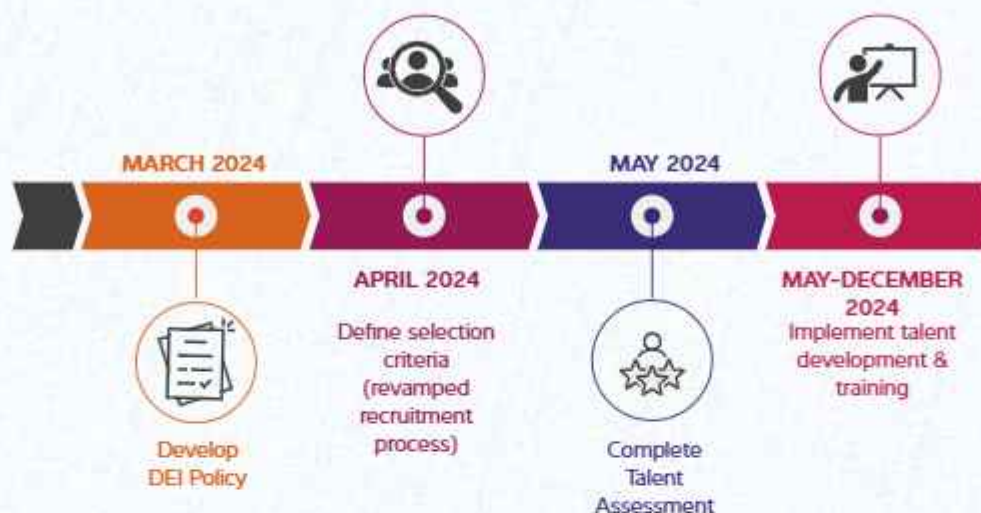 MARCH 2024
Develop
DEI Policy
APRIL 2024
Define selection
criteria
(revamped
recruitment
process)
MAY 2024
Complete
Talent
Assessment
MAY-DECEMBER
2024
Implement talent
development &
training